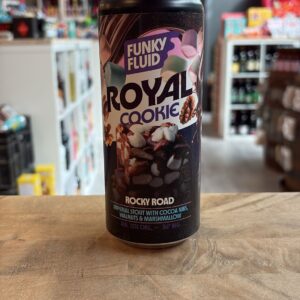 FUNKY
FLUID
ROYAL
COOKIE
ROCKY ROAD
IMPERIAL STOUT WITH COCOA NIBS,
WALNUTS & MARSHMALLOW